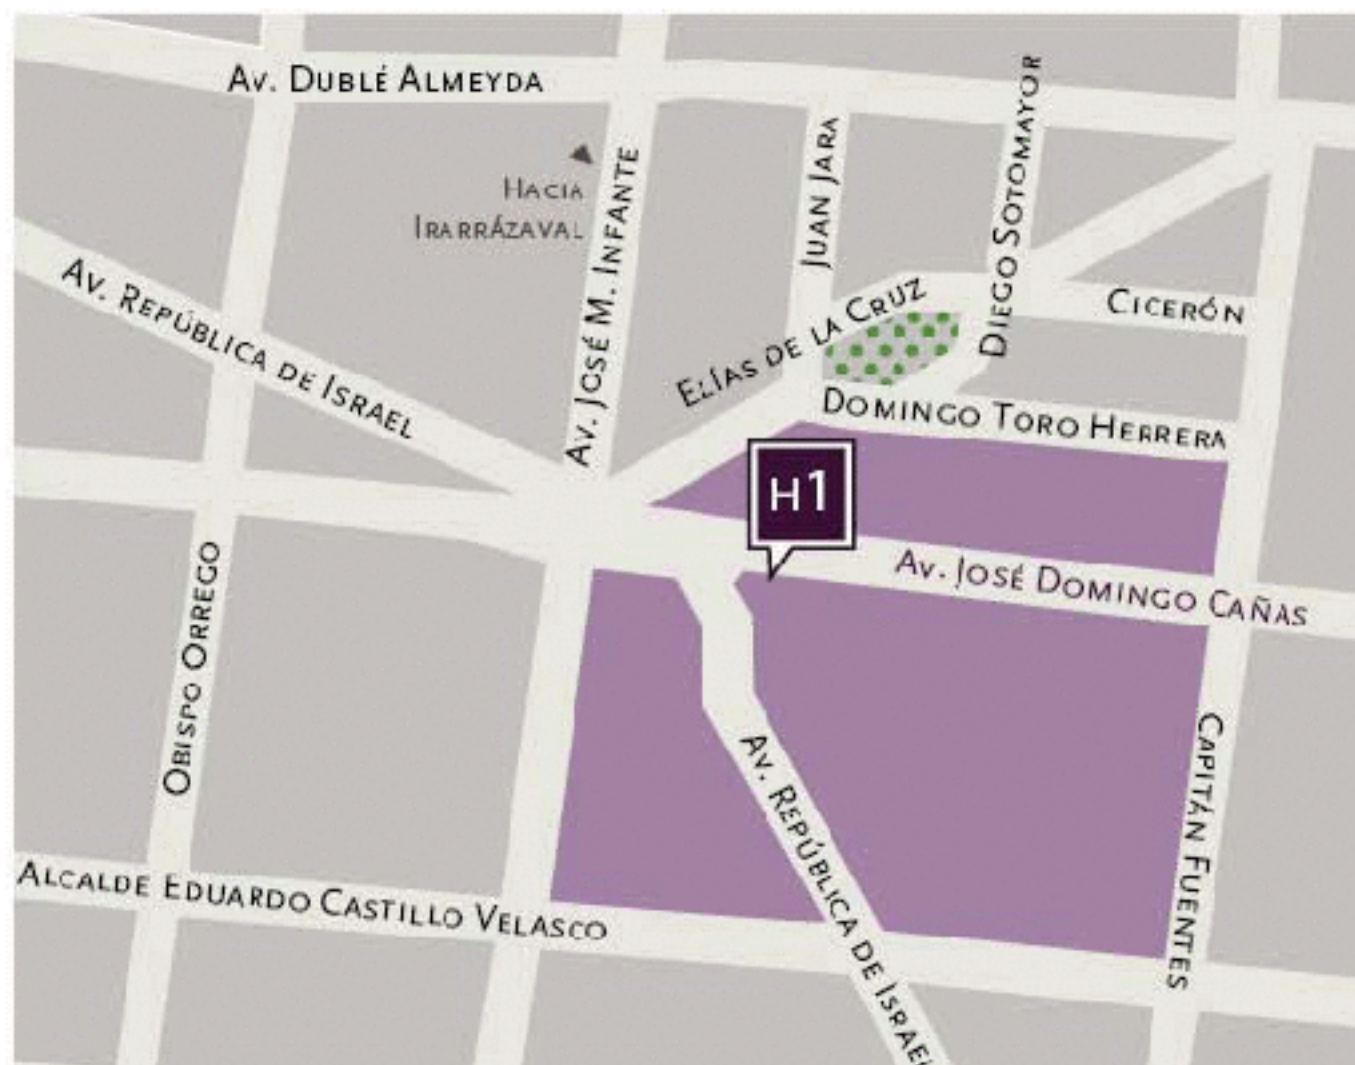 Av. Dublé Almeyda
Hacia
Irarrázaval
Av. José M. Infante
Juan Jara
Diego Sotomayor
Av. República de Israel
Elías de la Cruz
Cicerón
Domingo Toro Herrera
H1
Av. José Domingo Cañas
Obispo Orrego
Capitán Fuentes
Av. República de Israel
Alcalde Eduardo Castillo Velasco